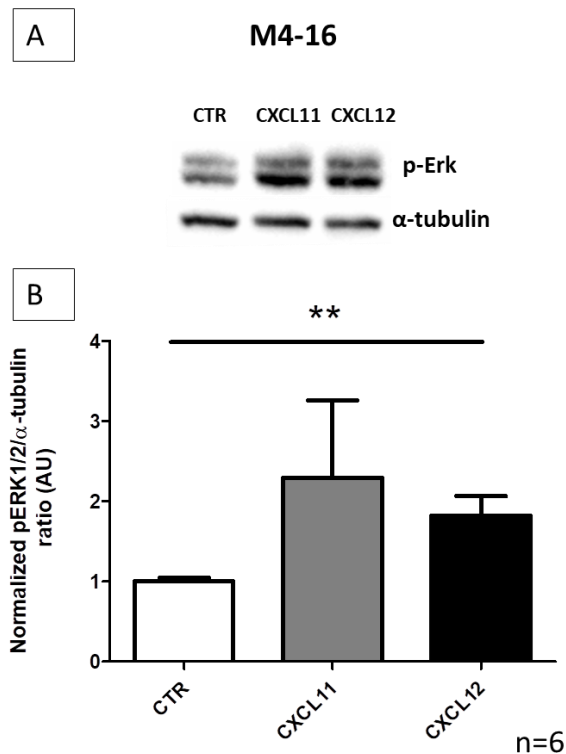 A
M4-16
CTR CXCL11 CXCL12
p-Erk
α-tubulin
B
**
Normalized pERK1/2/α-tubulin
ratio (AU)
4
3
2
1
0
CTR
CXCL11
CXCL12
n=6